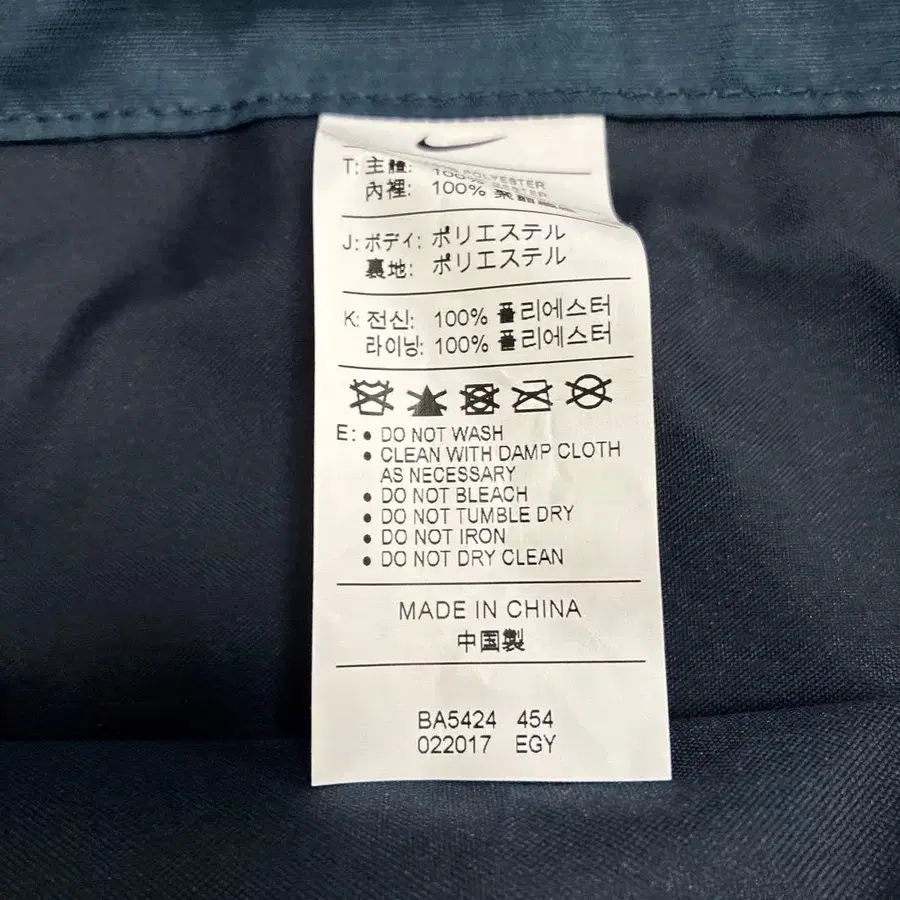 T: 主體: 100% POLYESTER
內裡: 100%
J: ボディ: ポリエステル
裏地: ポリエステル
K: 전신: 100% 폴리에스터
라이닝: 100% 폴리에스터
E: • DO NOT WASH
• CLEAN WITH DAMP CLOTH
AS NECESSARY
• DO NOT BLEACH
• DO NOT TUMBLE DRY
• DO NOT IRON
• DO NOT DRY CLEAN
MADE IN CHINA
中国製
BA5424 454
022017 EGY